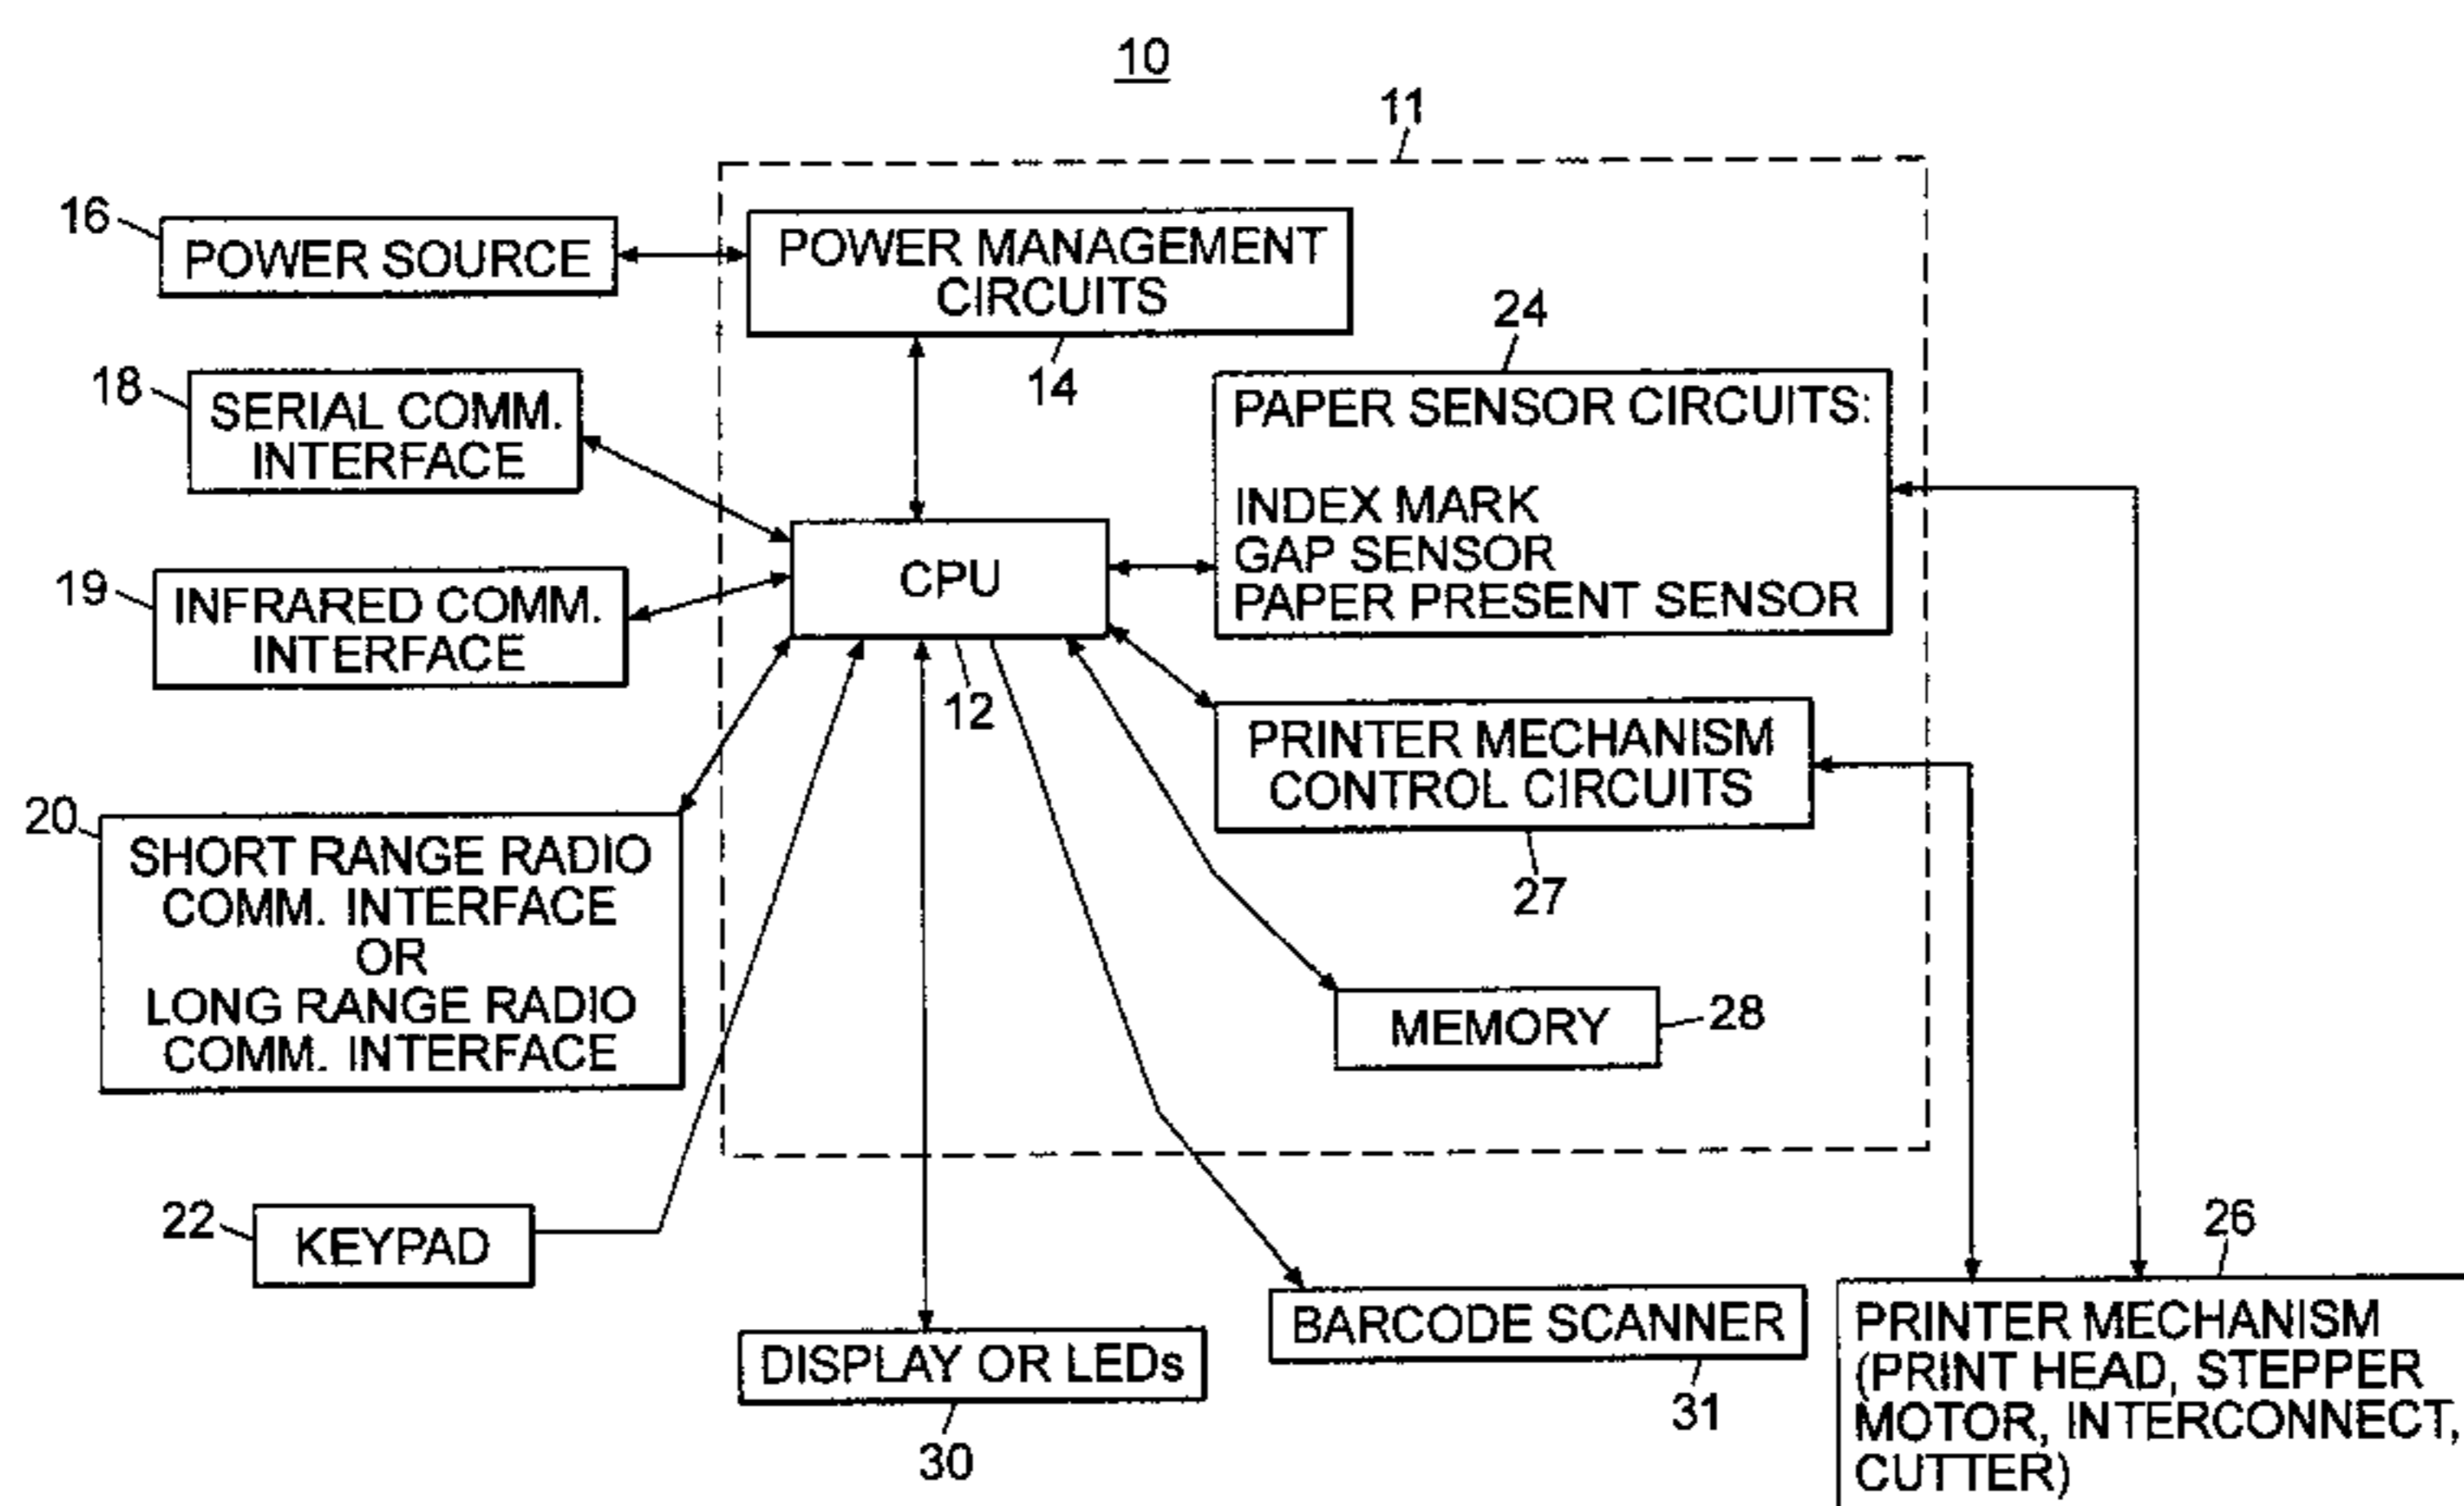 10
11
16
POWER SOURCE
POWER MANAGEMENT
CIRCUITS
14
24
18
SERIAL COMM.
INTERFACE
PAPER SENSOR CIRCUITS:
INDEX MARK
GAP SENSOR
PAPER PRESENT SENSOR
CPU
12
19
INFRARED COMM.
INTERFACE
PRINTER MECHANISM
CONTROL CIRCUITS
27
20
SHORT RANGE RADIO
COMM. INTERFACE
OR
LONG RANGE RADIO
COMM. INTERFACE
MEMORY
28
22
KEYPAD
26
BARCODE SCANNER
31
DISPLAY OR LEDs
30
PRINTER MECHANISM
(PRINT HEAD, STEPPER
MOTOR, INTERCONNECT,
CUTTER)